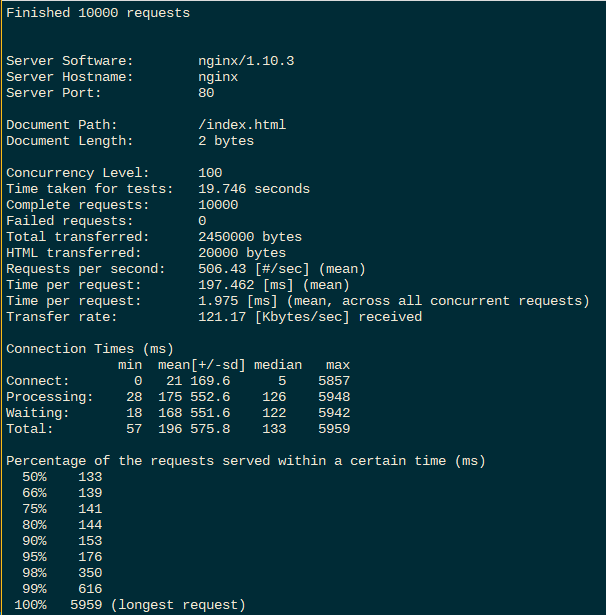 Finished 10000 requests
Server Software: nginx/1.10.3
Server Hostname: nginx
Server Port: 80
Document Path: /index.html
Document Length: 2 bytes
Concurrency Level: 100
Time taken for tests: 19.746 seconds
Complete requests: 10000
Failed requests: 0
Total transferred: 2450000 bytes
HTML transferred: 20000 bytes
Requests per second: 506.43 [#/sec] (mean)
Time per request: 197.462 [ms] (mean)
Time per request: 1.975 [ms] (mean, across all concurrent requests)
Transfer rate: 121.17 [Kbytes/sec] received
Connection Times (ms)
min mean[+/-sd] median max
Connect: 0 21 169.6 5 5857
Processing: 28 175 552.6 126 5948
Waiting: 18 168 551.6 122 5942
Total: 57 196 575.8 133 5959
Percentage of the requests served within a certain time (ms)
50% 133
66% 139
75% 141
80% 144
90% 153
95% 176
98% 350
99% 616
100% 5959 (longest request)